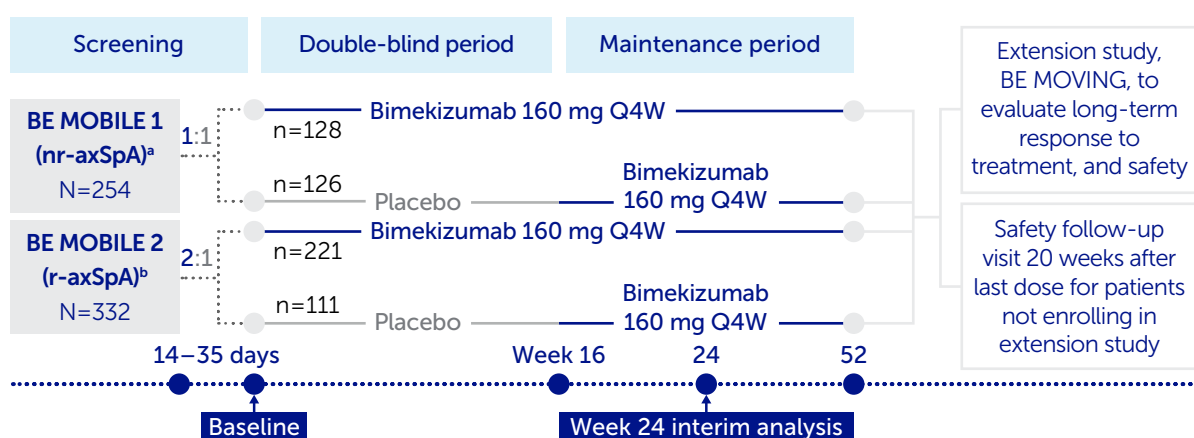 Screening
Double-blind period
Maintenance period
BE MOBILE 1
(nr-axSpA)ᵃ
N=254
1:1
n=128
Bimekizumab 160 mg Q4W
n=126
Placebo
Bimekizumab
160 mg Q4W
BE MOBILE 2
(r-axSpA)ᵇ
N=332
2:1
n=221
Bimekizumab 160 mg Q4W
n=111
Placebo
Bimekizumab
160 mg Q4W
Extension study,
BE MOVING, to
evaluate long-term
response to
treatment, and safety
Safety follow-up
visit 20 weeks after
last dose for patients
not enrolling in
extension study
14–35 days
Week 16
24
52
Baseline
Week 24 interim analysis